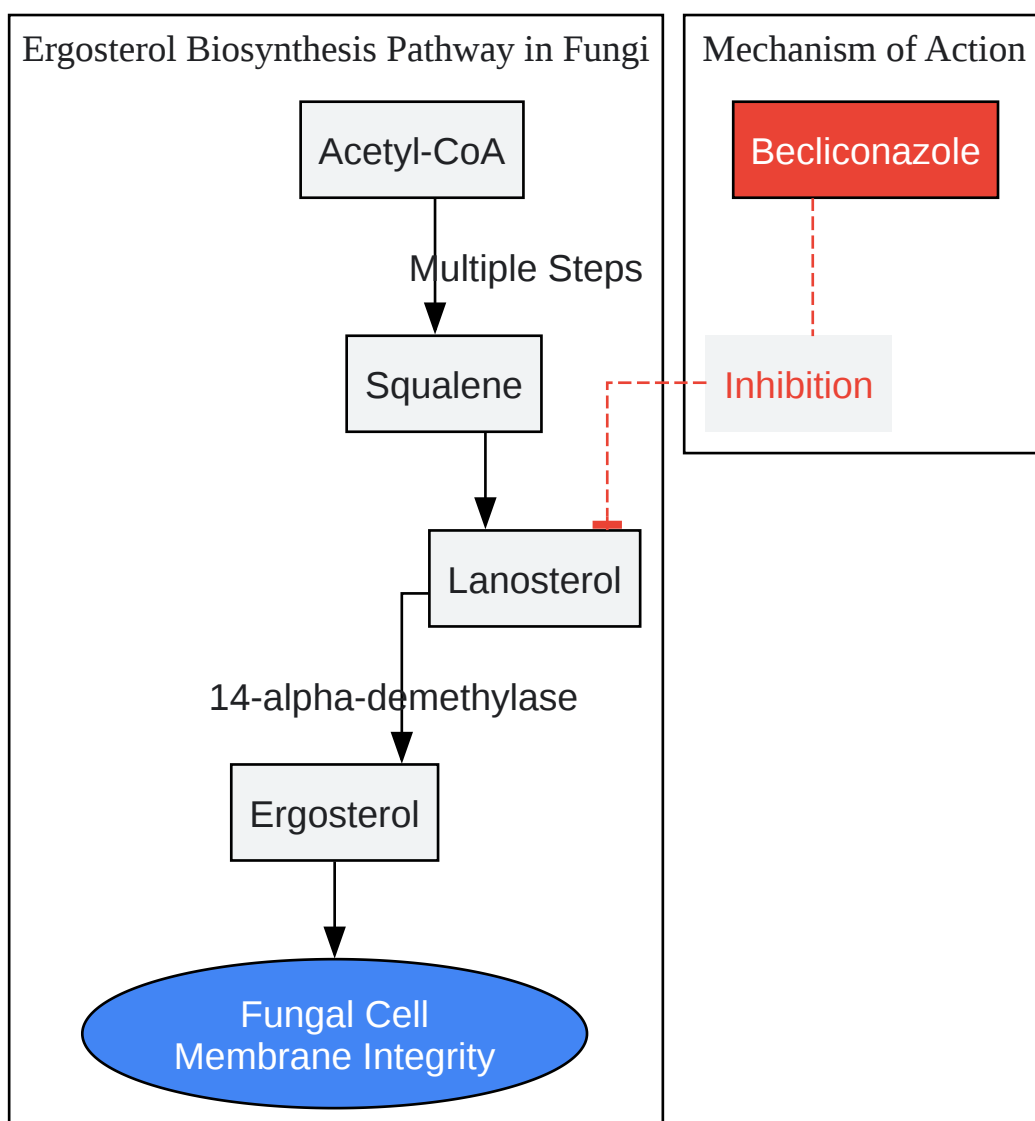 Ergosterol Biosynthesis Pathway in Fungi
Acetyl-CoA
Multiple Steps
Squalene
Lanosterol
14-alpha-demethylase
Ergosterol
Fungal Cell
Membrane Integrity
Mechanism of Action
Becliconazole
Inhibition